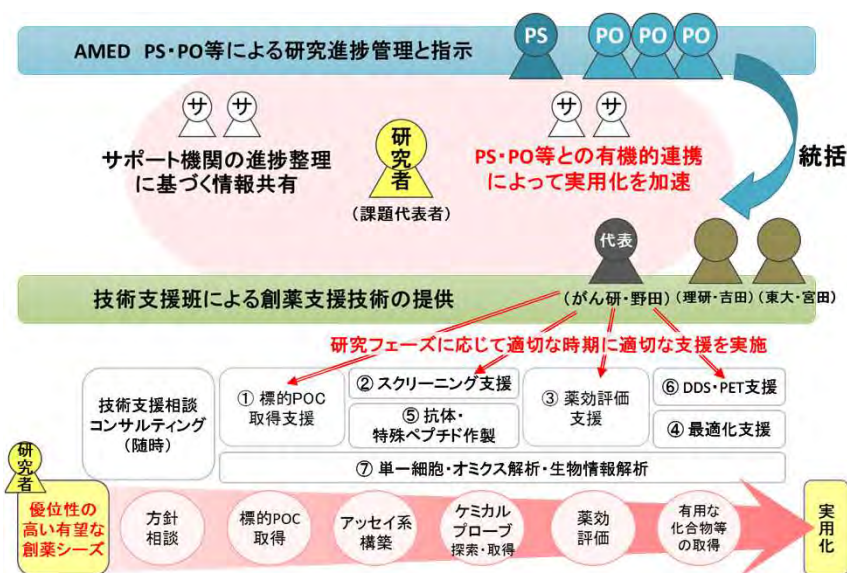 AMED PS・PO等による研究進捗管理と指示
PS
PO
PO
PO
サ
サ
サ
サ
サポート機関の進捗整理
に基づく情報共有
研究者
(課題代表者)
PS・PO等との有機的連携
によって実用化を加速
統括
代表
技術支援班による創薬支援技術の提供
(がん研・野田)
(理研・吉田)
(東大・宮田)
研究フェーズに応じて適切な時期に適切な支援を実施
技術支援相談
コンサルティング
(随時)
① 標的POC
取得支援
② スクリーニング支援
⑤ 抗体・
特殊ペプチド作製
③ 薬効評価
支援
⑥ DDS・PET支援
④ 最適化支援
⑦ 単一細胞・オミクス解析・生物情報解析
研究者
優位性の
高い有望な
創薬シーズ
方針
相談
標的POC
取得
アッセイ系
構築
ケミカル
プローブ
探索・取得
薬効
評価
有用な
化合物等
の取得
実用化